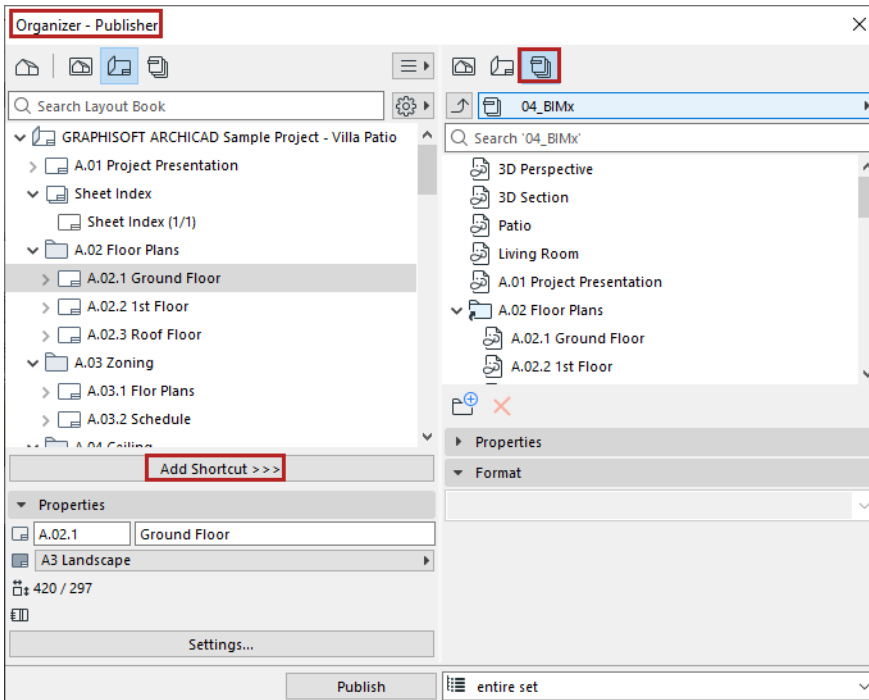 Organizer - Publisher
Search Layout Book
GRAPHISOFT ARCHICAD Sample Project - Villa Patio
A.01 Project Presentation
Sheet Index
Sheet Index (1/1)
A.02 Floor Plans
A.02.1 Ground Floor
A.02.2 1st Floor
A.02.3 Roof Floor
A.03 Zoning
A.03.1 Flor Plans
A.03.2 Schedule
A.04 Ceiling
Add Shortcut >>>
Properties
A.02.1 Ground Floor
A3 Landscape
420 / 297
Settings...
04_BIMx
Search '04_BIMx'
3D Perspective
3D Section
Patio
Living Room
A.01 Project Presentation
A.02 Floor Plans
A.02.1 Ground Floor
A.02.2 1st Floor
Properties
Format
Publish
entire set